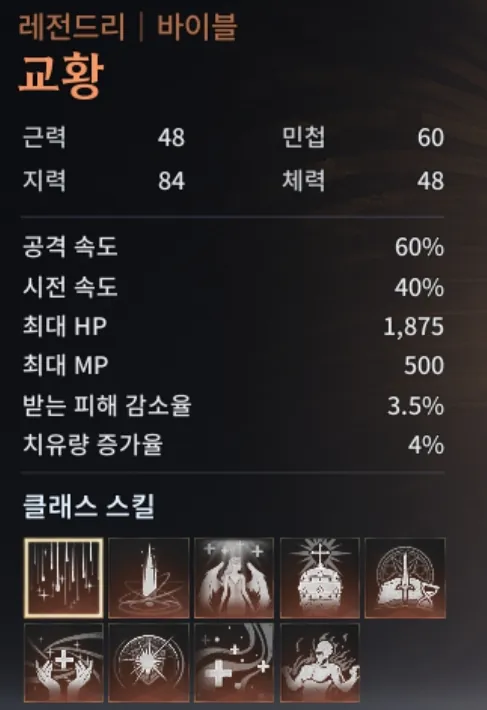 레전드리 | 바이블
교황
근력 48 민첩 60
지력 84 체력 48
공격 속도 60%
시전 속도 40%
최대 HP 1,875
최대 MP 500
받는 피해 감소율 3.5%
치유량 증가율 4%
클래스 스킬